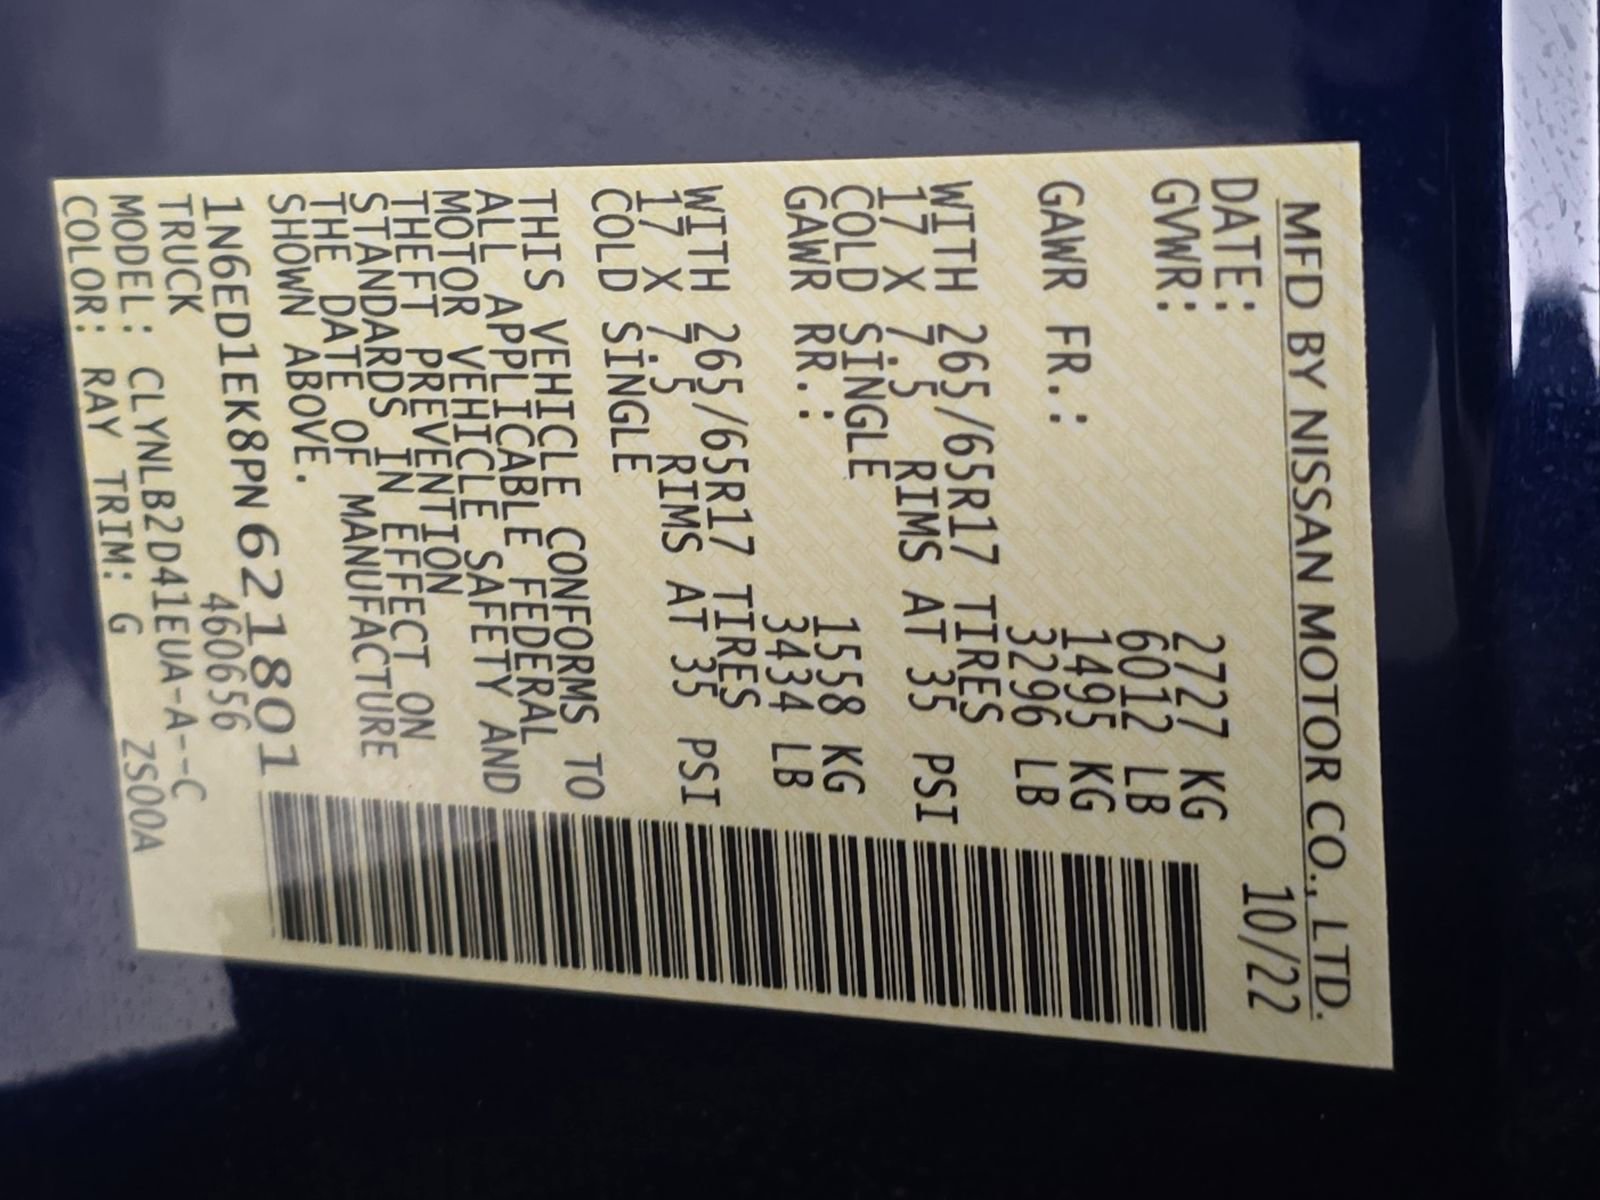 MFD BY NISSAN MOTOR CO., LTD.
DATE: 10/22
GVWR: 2727 KG
6012 LB
GAWR FR.: 1495 KG
3296 LB
WITH 265/65R17 TIRES
17 X 7.5 RIMS AT 35 PSI
COLD SINGLE
GAWR RR.: 1558 KG
3434 LB
WITH 265/65R17 TIRES
17 X 7.5 RIMS AT 35 PSI
COLD SINGLE
THIS VEHICLE CONFORMS TO
ALL APPLICABLE FEDERAL
MOTOR VEHICLE SAFETY AND
THEFT PREVENTION
STANDARDS IN EFFECT ON
THE DATE OF MANUFACTURE
SHOWN ABOVE.
1N6ED1EK8PN621801
TRUCK 460656
MODEL: CLYNLB2D41EUA-A--C
COLOR: RAY TRIM: G ZS00A